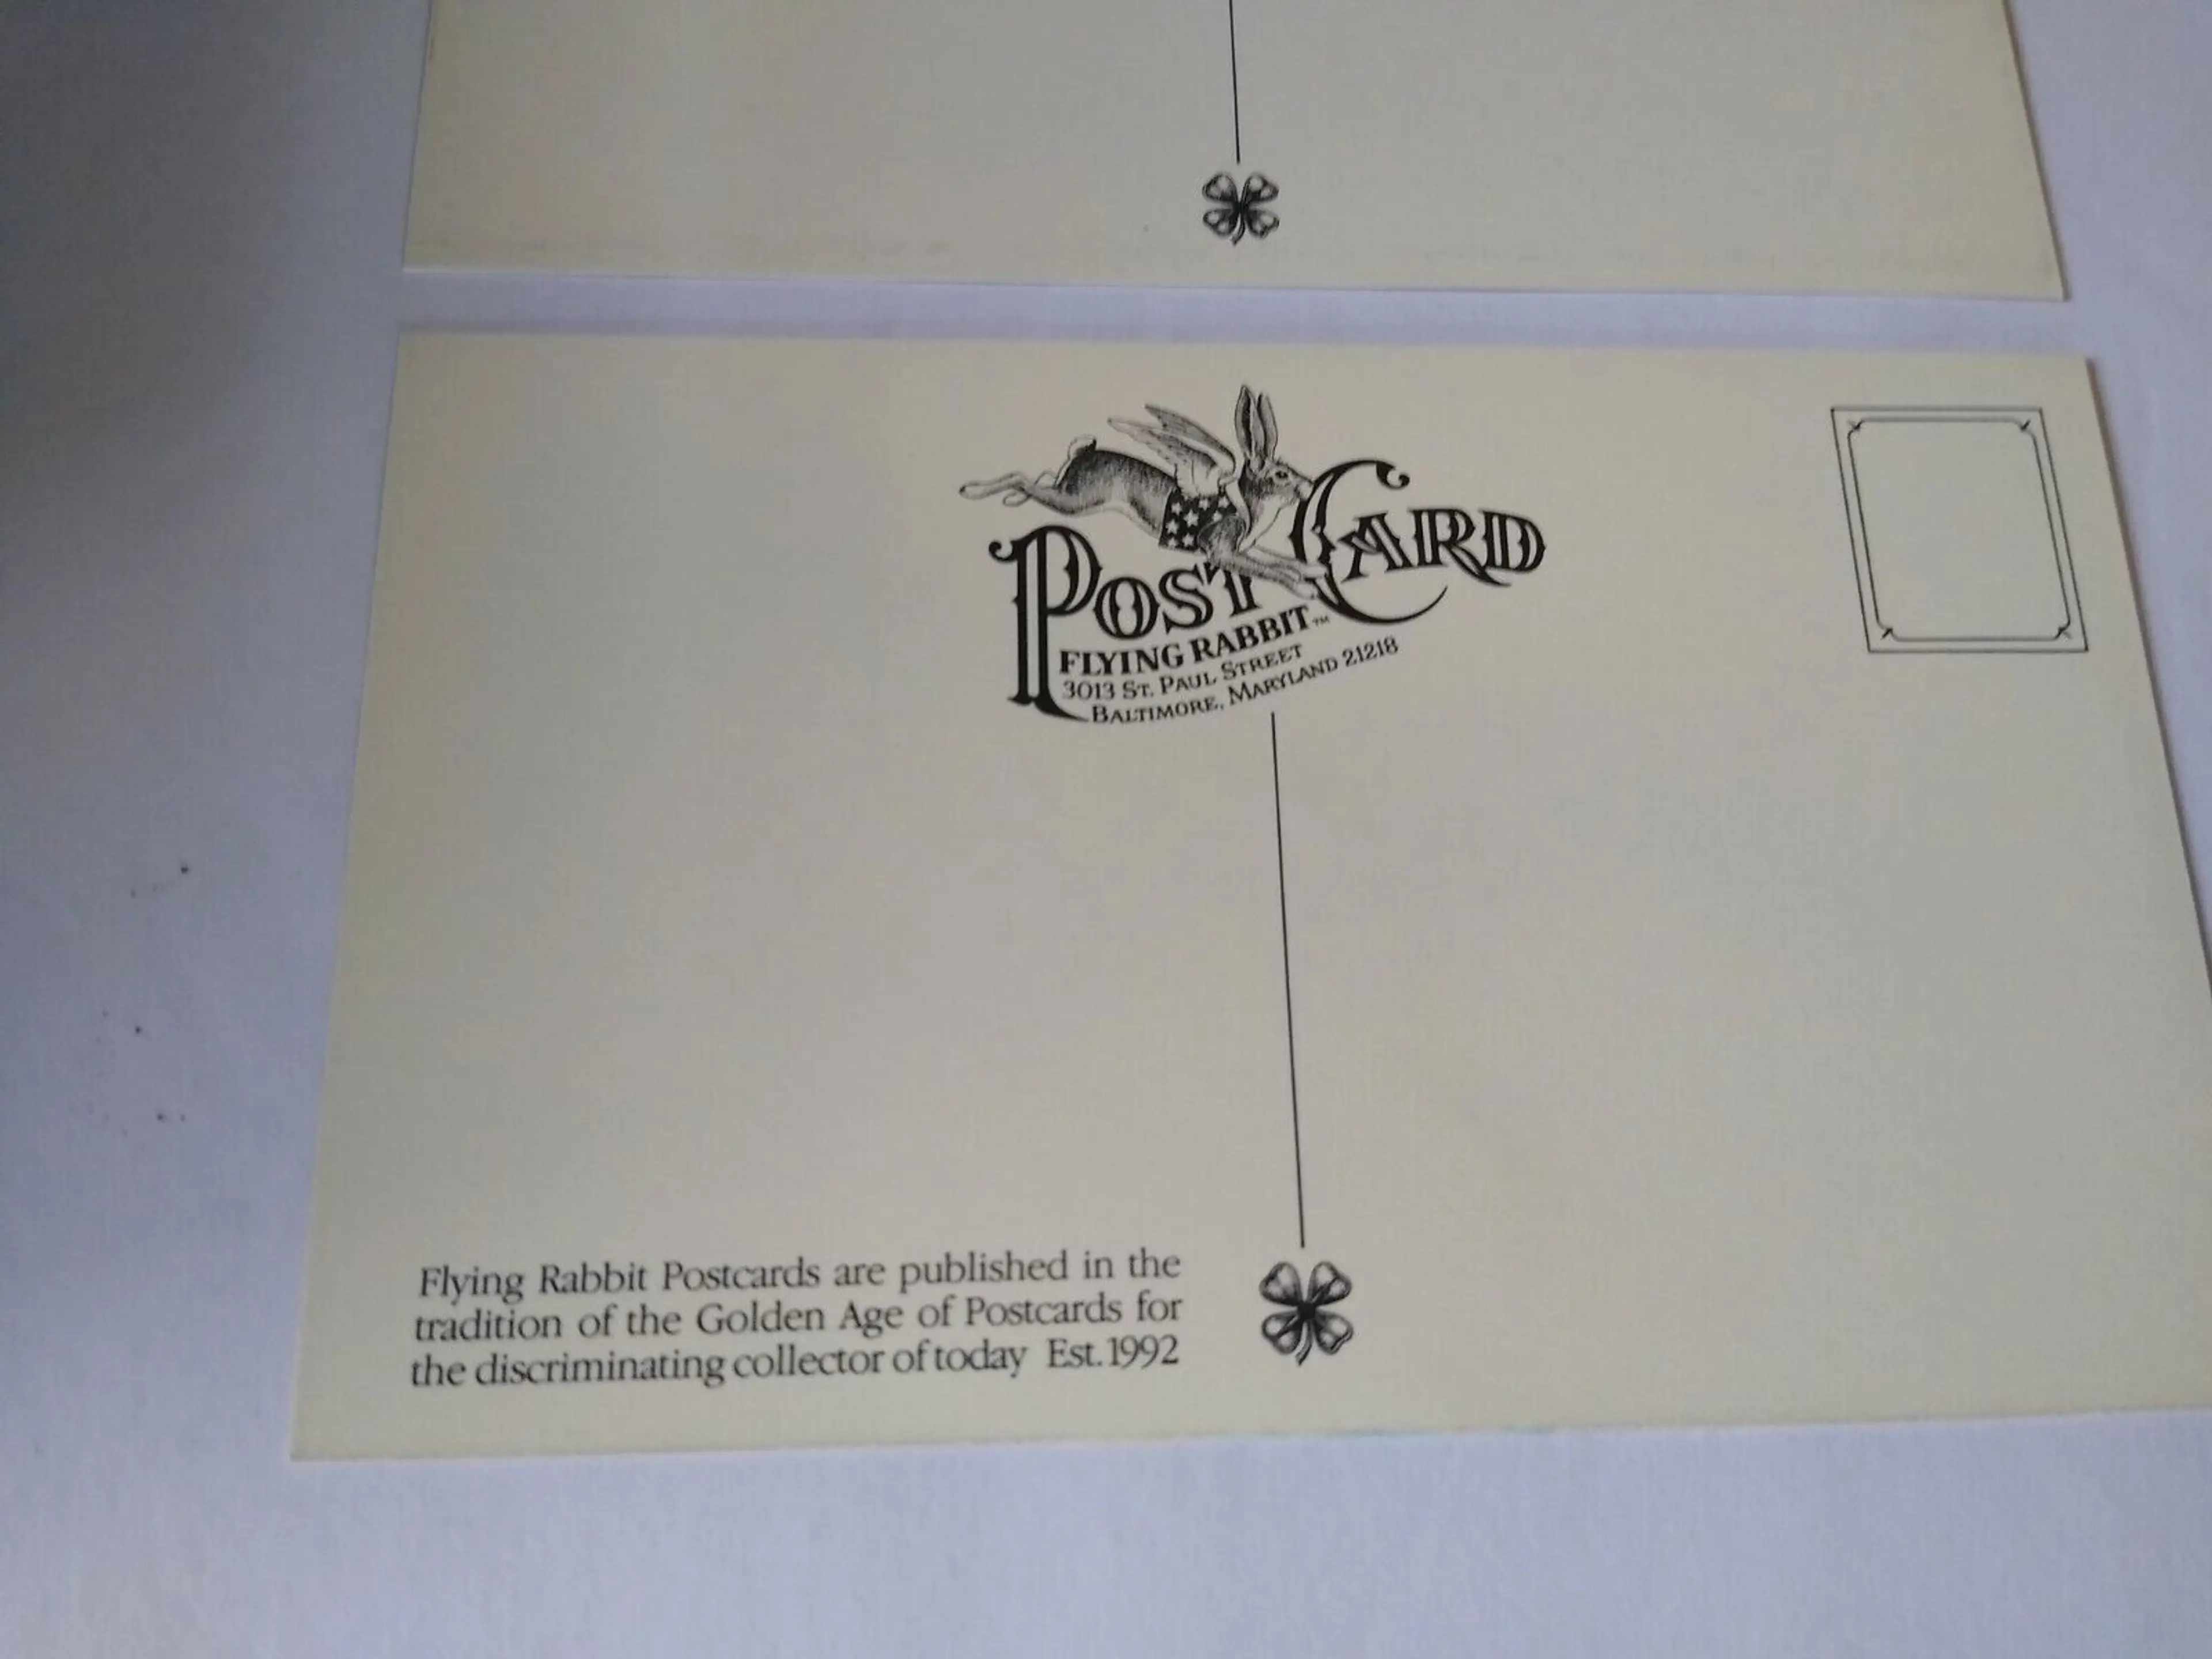 Post Card
FLYING RABBIT™
3013 St. Paul Street
Baltimore, Maryland 21218
Flying Rabbit Postcards are published in the
tradition of the Golden Age of Postcards for
the discriminating collector of today Est. 1992